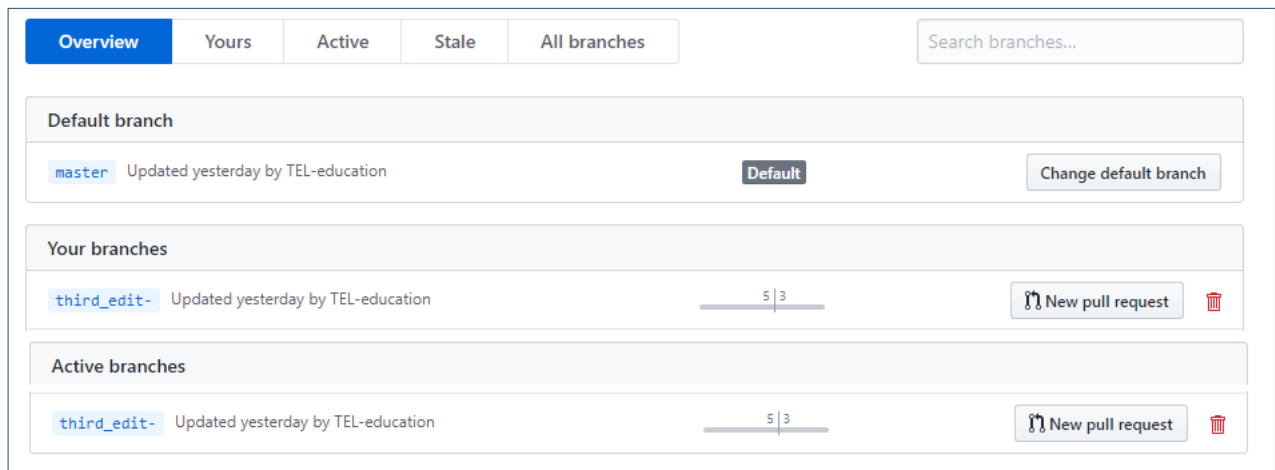 Overview Yours Active Stale All branches Search branches...
Default branch
master Updated yesterday by TEL-education Default Change default branch
Your branches
third_edit- Updated yesterday by TEL-education 5 3 New pull request
Active branches
third_edit- Updated yesterday by TEL-education 5 3 New pull request